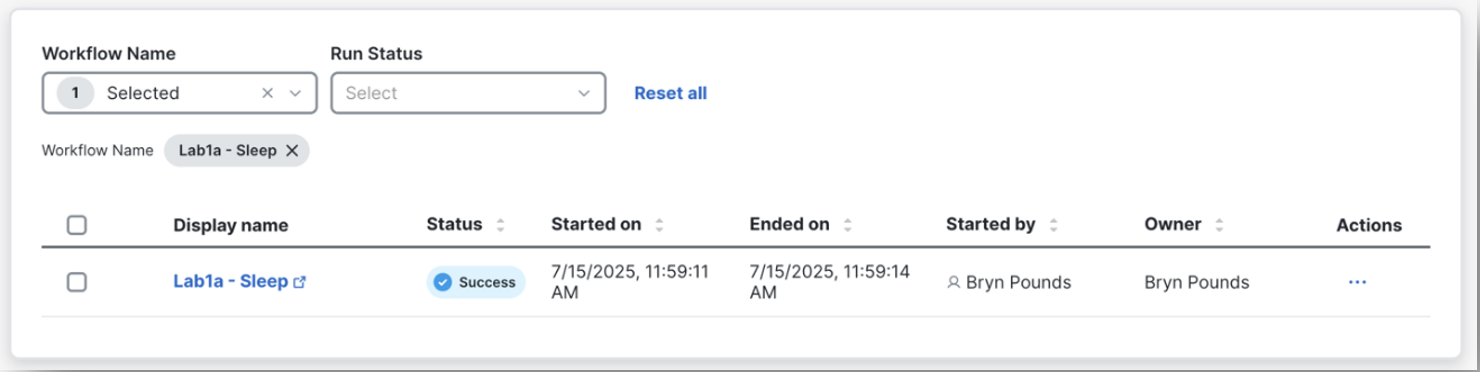 Workflow Name Run Status
1 Selected Select Reset all
Workflow Name Lab1a - Sleep
Display name Status Started on Ended on Started by Owner Actions
Lab1a - Sleep Success 7/15/2025, 11:59:11 AM 7/15/2025, 11:59:14 AM Bryn Pounds Bryn Pounds